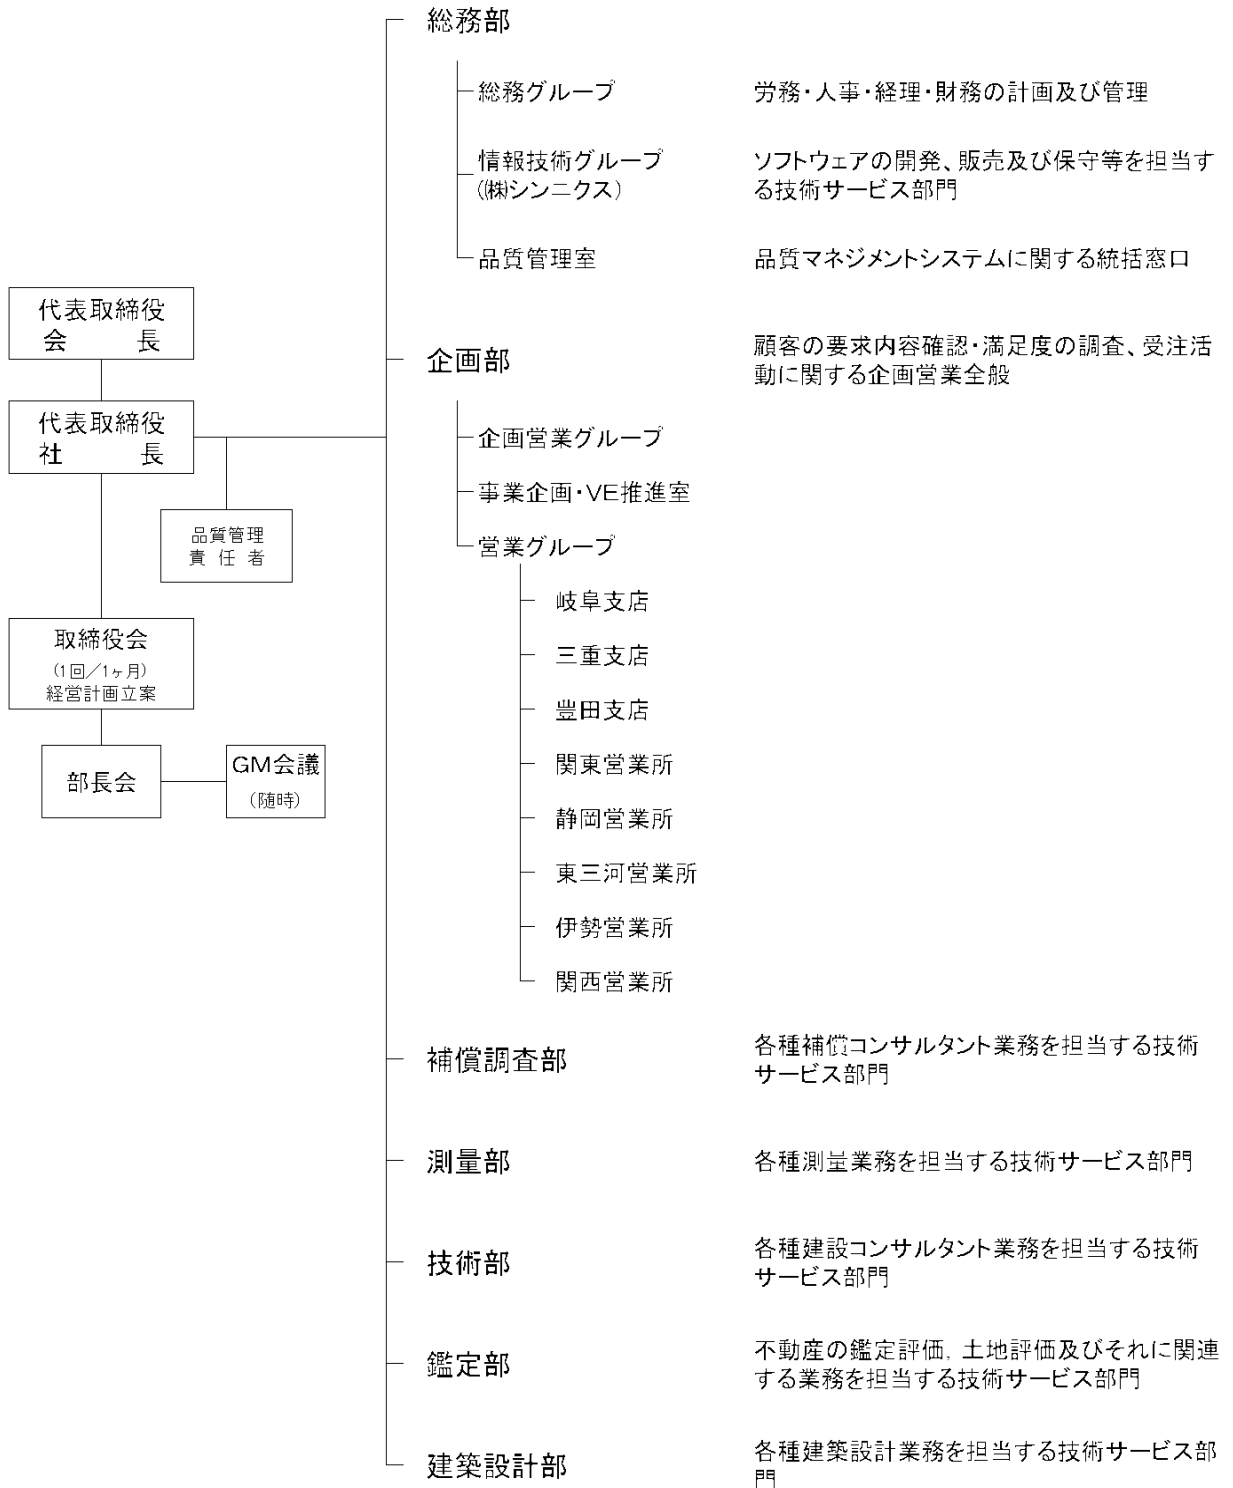 代表取締役
会　　　長
代表取締役
社　　　長
品質管理
責 任 者
取締役会
(1回／1ヶ月)
経営計画立案
部長会
GM会議
(随時)
総務部
総務グループ
労務・人事・経理・財務の計画及び管理
情報技術グループ
(㈱シンニクス)
ソフトウェアの開発、販売及び保守等を担当す
る技術サービス部門
品質管理室
品質マネジメントシステムに関する統括窓口
企画部
顧客の要求内容確認・満足度の調査、受注活
動に関する企画営業全般
企画営業グループ
事業企画・VE推進室
営業グループ
岐阜支店
三重支店
豊田支店
関東営業所
静岡営業所
東三河営業所
伊勢営業所
関西営業所
補償調査部
各種補償コンサルタント業務を担当する技術
サービス部門
測量部
各種測量業務を担当する技術サービス部門
技術部
各種建設コンサルタント業務を担当する技術
サービス部門
鑑定部
不動産の鑑定評価, 土地評価及びそれに関連
する業務を担当する技術サービス部門
建築設計部
各種建築設計業務を担当する技術サービス部
門